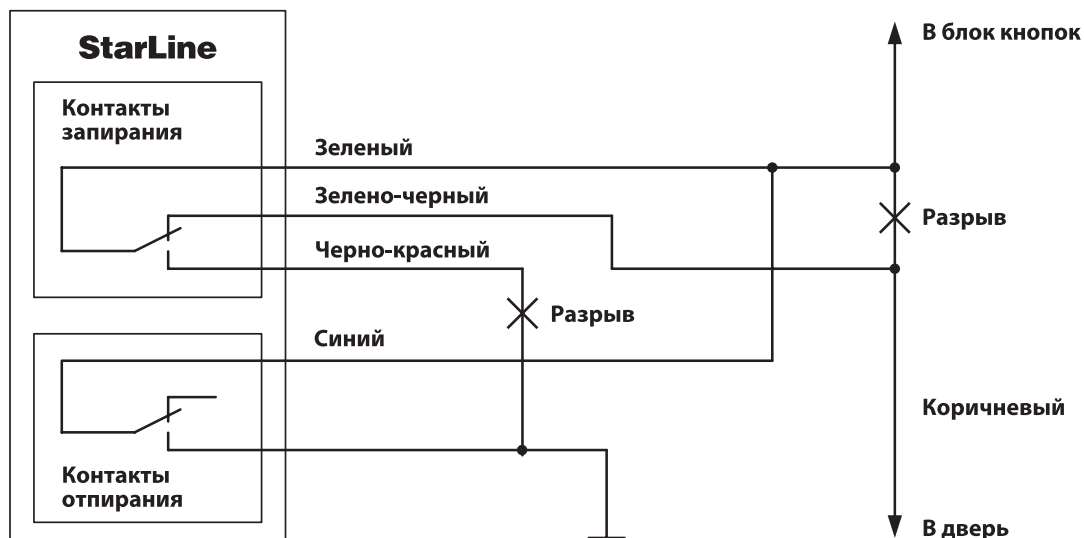 StarLine
В блок кнопок
Контакты
запирания
Зеленый
Зелено-черный
Разрыв
Черно-красный
Разрыв
Синий
Коричневый
Контакты
отпирания
В дверь